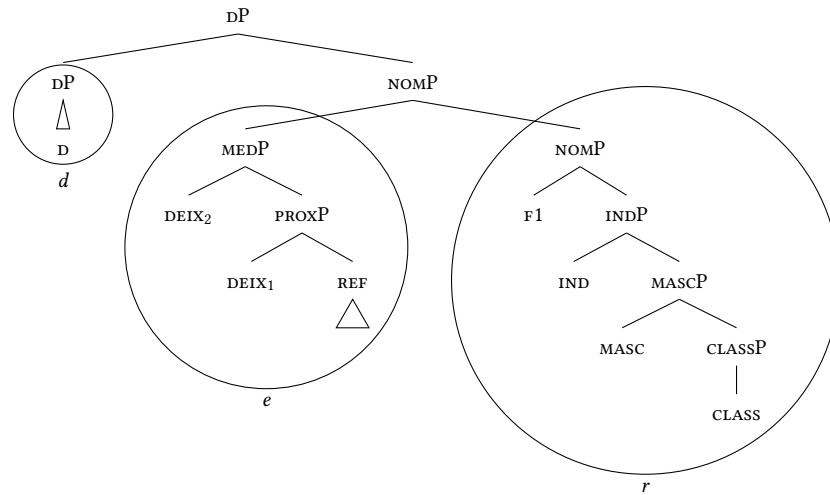 DP
DP NOMP
D MEDP NOMP
d DEIX₂ PROXP F1 INDP
DEIX₁ REF IND MASCP
MASC CLASSP
e CLASS
r